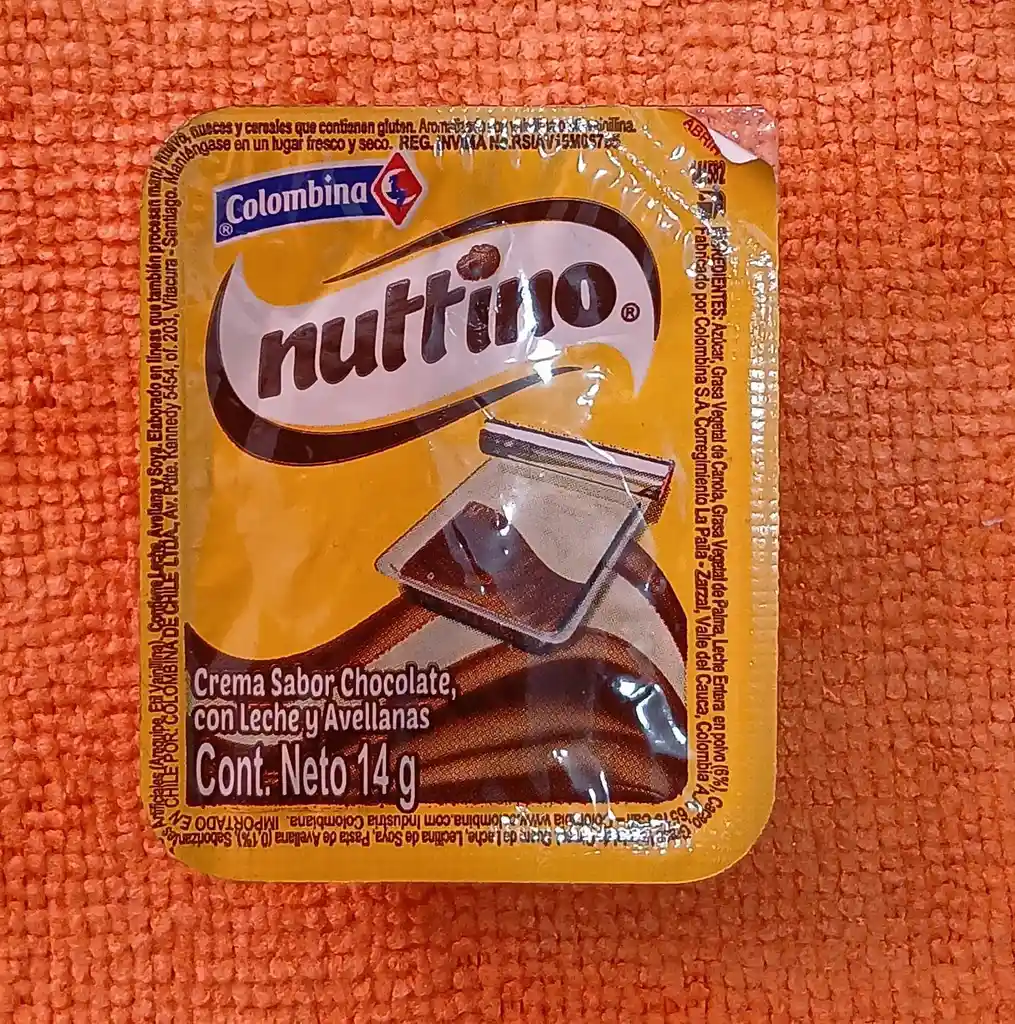 Colombina
®
nuttino®
Crema Sabor Chocolate,
con Leche y Avellanas
Cont. Neto 14 g
nueces y cereales que contienen gluten.
Manténgase en un lugar fresco y seco. REG. INVIMA
INGREDIENTES: Azúcar, Grasa Vegetal de Canola, Grasa Vegetal de Palma, Leche Entera en polvo (6%),
Fabricado por Colombina S.A. Corregimiento La Paila - Zarzal, Valle del Cauca, Colombia
Lecitina de Soya, Pasta de Avellana (0,1%), Saborizantes
www.colombina.com Industria Colombiana. IMPORTADO EN
Artificiales Contiene Leche, Avellana y Soya. Elaborado en líneas que también procesan maní
CHILE POR: COLOMBINA DE CHILE LTDA., Av. Pdte. Kennedy 5454, of. 203, Vitacura - Santiago.